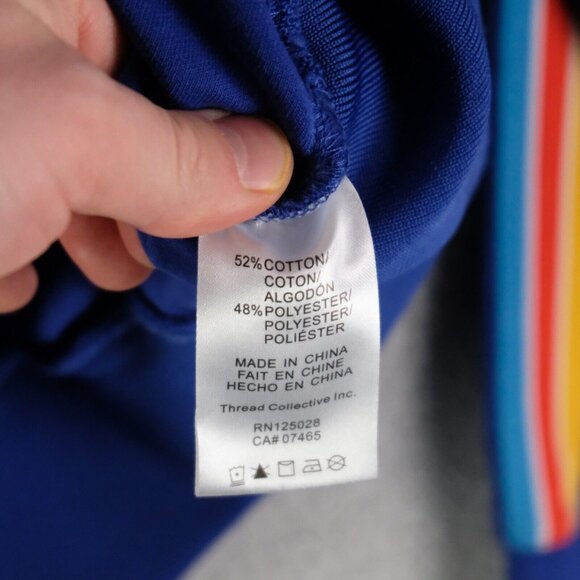 52% COTTON/
COTON/
ALGODÓN
48% POLYESTER/
POLYESTER/
POLIÉSTER
MADE IN CHINA
FAIT EN CHINE
HECHO EN CHINA
Thread Collective Inc.
RN125028
CA# 07465